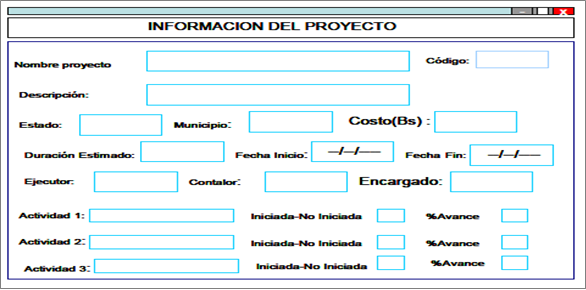 INFORMACION DEL PROYECTO
Nombre proyecto Código:
Descripción:
Estado: Municipio: Costo(Bs) :
Duración Estimado: Fecha Inicio: --/--/---- Fecha Fin: --/--/----
Ejecutor: Contalor: Encargado:
Actividad 1: Iniciada-No Iniciada %Avance
Actividad 2: Iniciada-No Iniciada %Avance
Actividad 3: Iniciada-No Iniciada %Avance